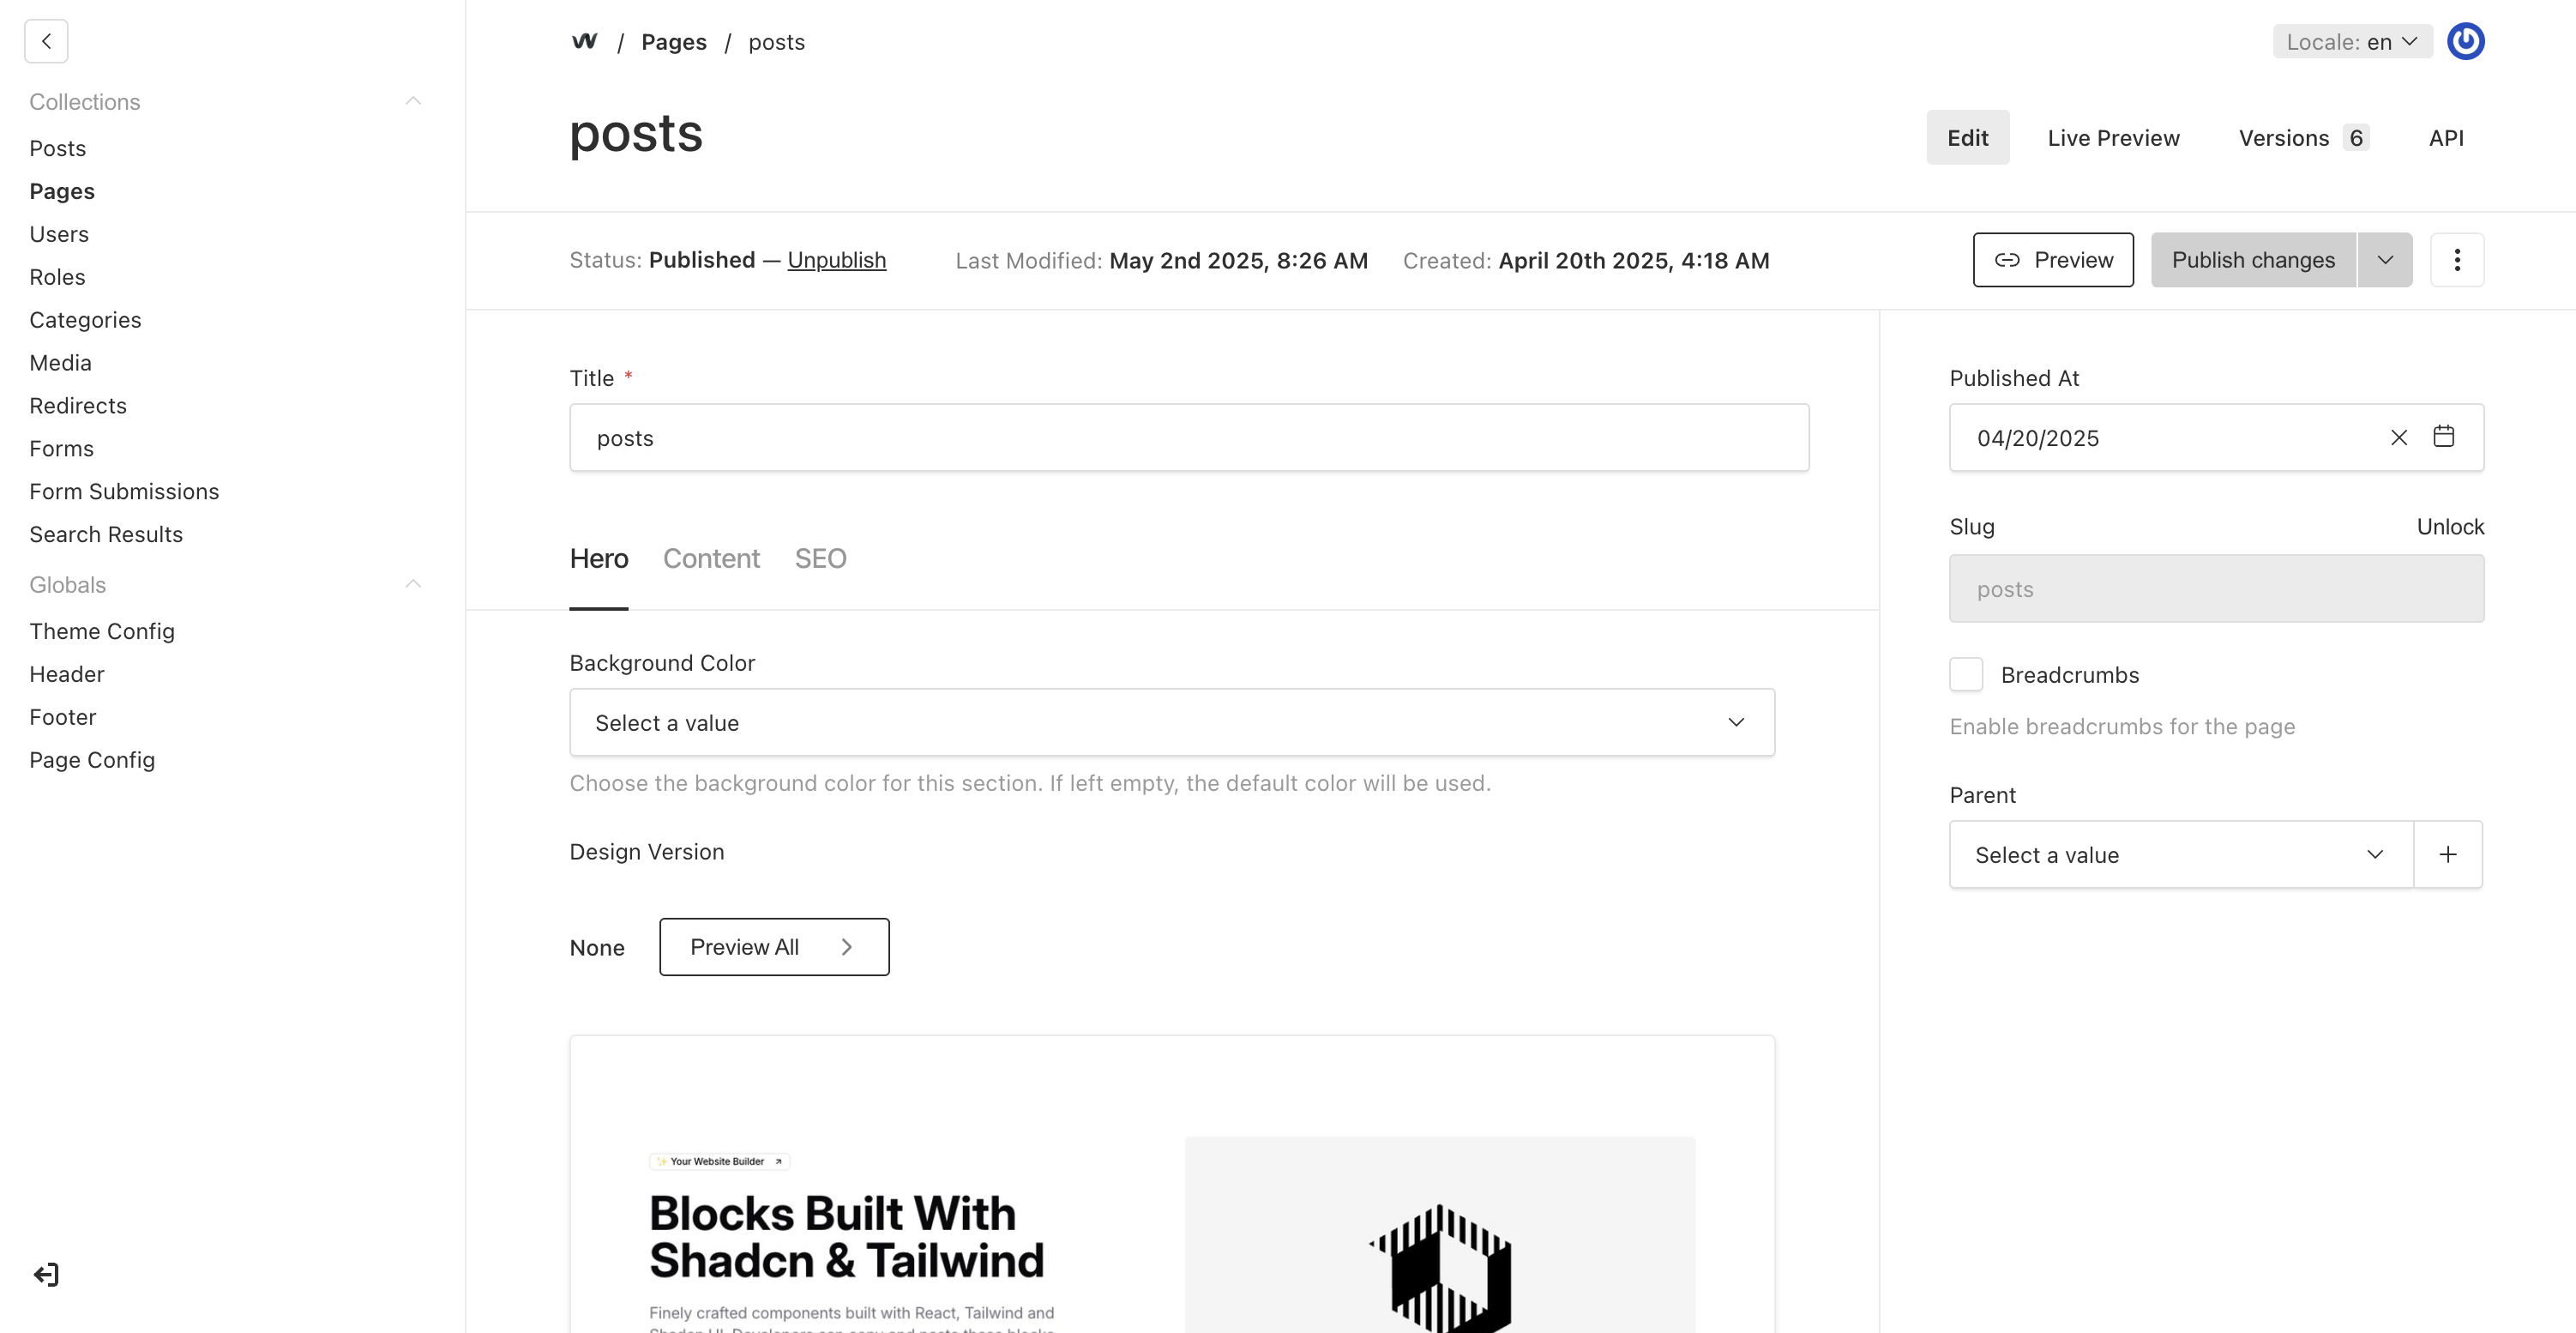 / Pages / posts
Locale: en
posts
Edit
Live Preview
Versions 6
API
Status: Published — Unpublish
Last Modified: May 2nd 2025, 8:26 AM
Created: April 20th 2025, 4:18 AM
Preview
Publish changes
Collections
Posts
Pages
Users
Roles
Categories
Media
Redirects
Forms
Form Submissions
Search Results
Globals
Theme Config
Header
Footer
Page Config
Title *
posts
Hero
Content
SEO
Background Color
Select a value
Choose the background color for this section. If left empty, the default color will be used.
Design Version
None
Preview All
✨ Your Website Builder
Blocks Built With
Shadcn & Tailwind
Finely crafted components built with React, Tailwind and
Published At
04/20/2025
Slug
Unlock
posts
Breadcrumbs
Enable breadcrumbs for the page
Parent
Select a value